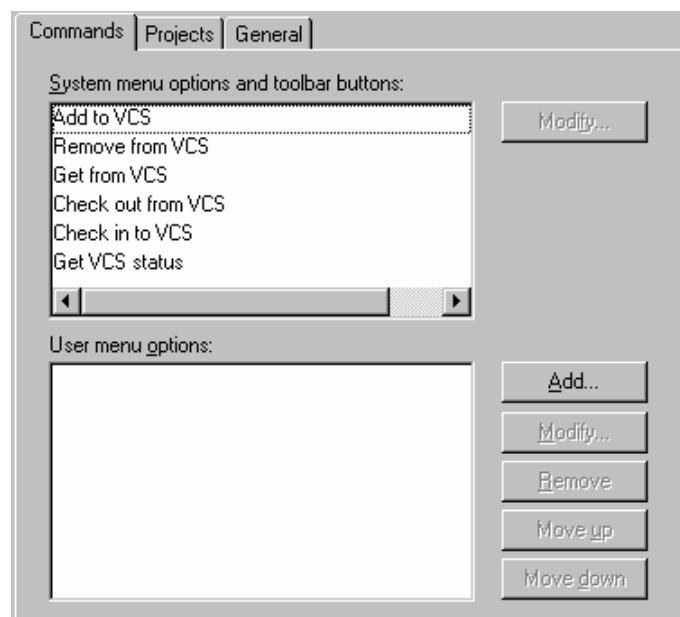 Commands Projects General
System menu options and toolbar buttons:
Add to VCS
Modify...
Remove from VCS
Get from VCS
Check out from VCS
Check in to VCS
Get VCS status
User menu options:
Add...
Modify...
Remove
Move up
Move down